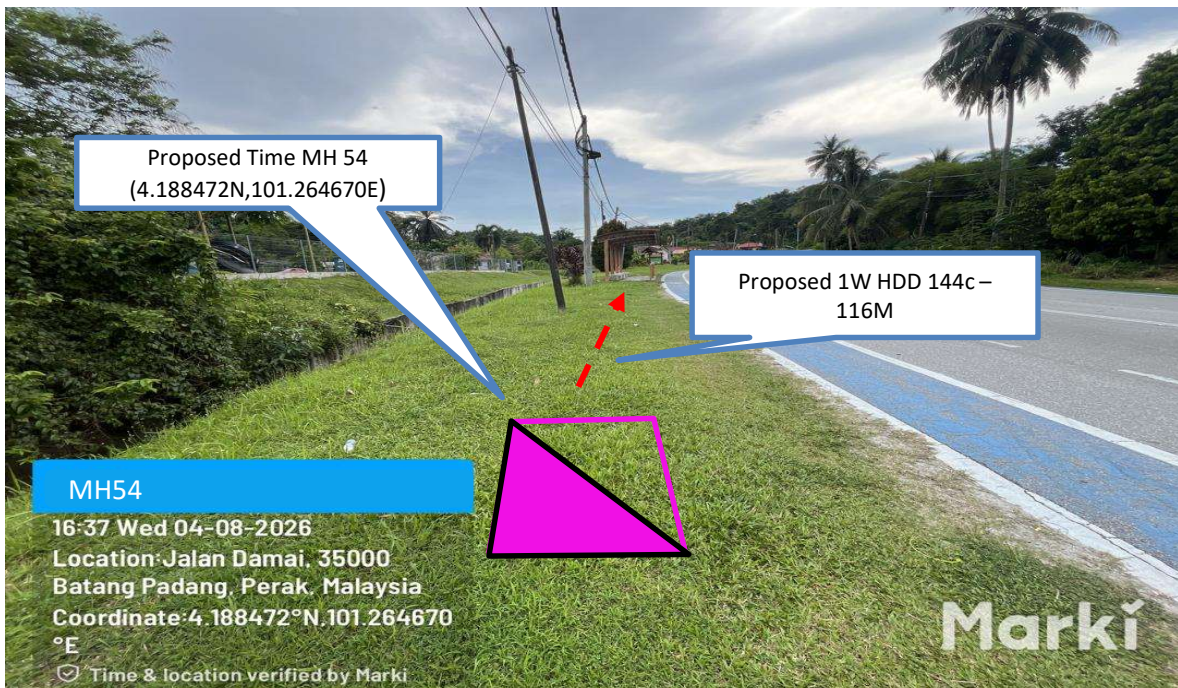 Proposed Time MH 54
(4.188472N,101.264670E)
Proposed 1W HDD 144c –
116M
MH54
16:37 Wed 04-08-2026
Location:Jalan Damai, 35000
Batang Padang, Perak, Malaysia
Coordinate:4.188472°N,101.264670
°E
Time & location verified by Marki
Marki